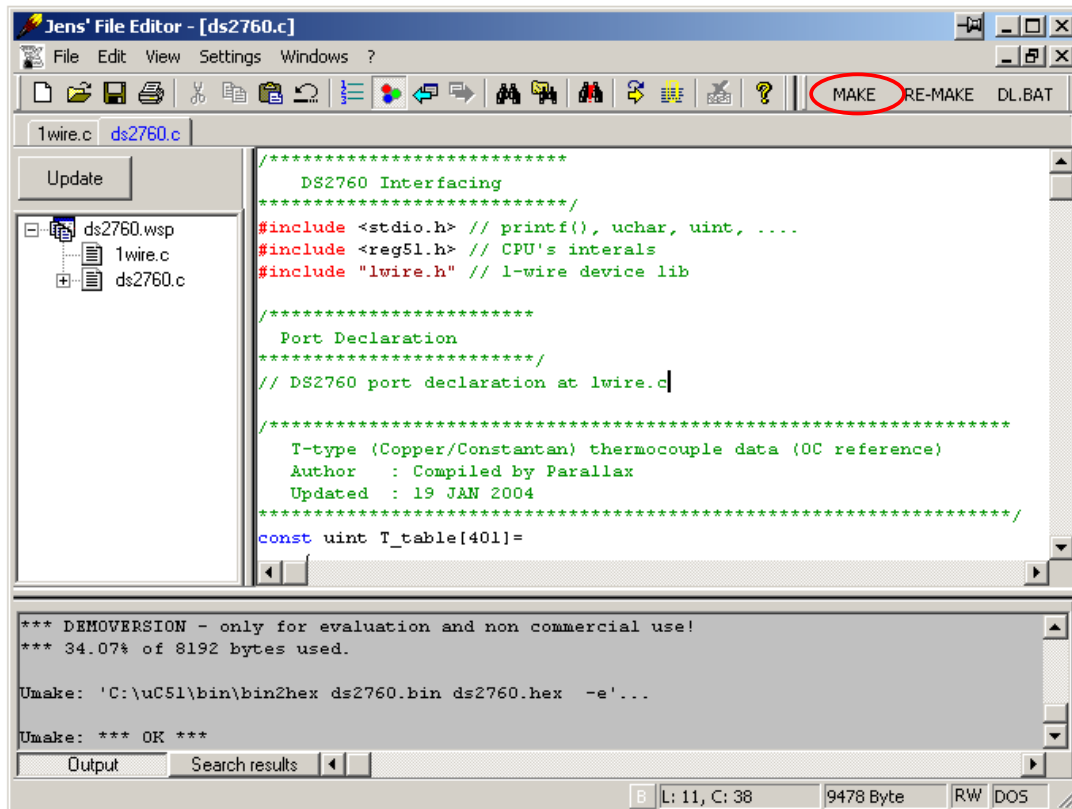 Jens' File Editor - [ds2760.c]
File Edit View Settings Windows ?
MAKE RE-MAKE DL.BAT
1wire.c ds2760.c
Update
ds2760.wsp
1wire.c
ds2760.c
/***************************
DS2760 Interfacing
****************************/
#include <stdio.h> // printf(), uchar, uint, ....
#include <reg51.h> // CPU's interals
#include "1wire.h" // 1-wire device lib
/************************
Port Declaration
*************************/
// DS2760 port declaration at 1wire.c
/*******************************************************************
T-type (Copper/Constantan) thermocouple data (0C reference)
Author : Compiled by Parallax
Updated : 19 JAN 2004
********************************************************************/
const uint T_table[401]=
*** DEMOVERSION - only for evaluation and non commercial use!
*** 34.07% of 8192 bytes used.
Umake: 'C:\uC51\bin\bin2hex ds2760.bin ds2760.hex -e'...
Umake: *** OK ***
Output Search results
B L: 11, C: 38 9478 Byte RW DOS